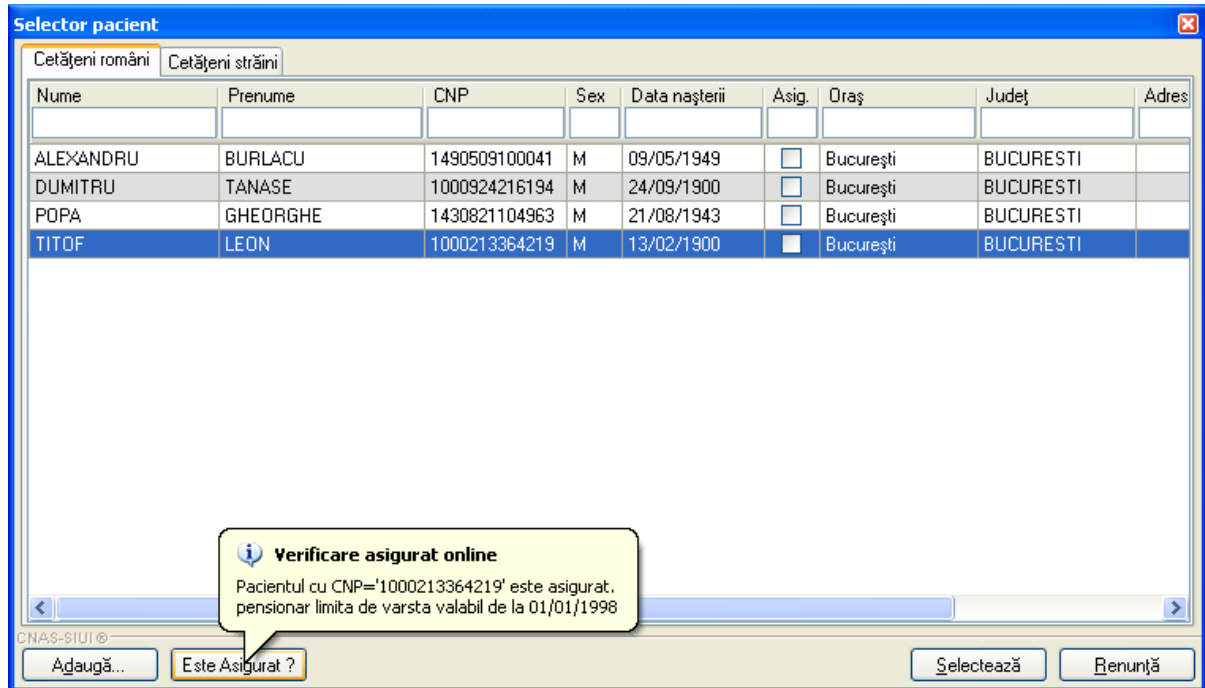 Selector pacient
Cetăţeni români Cetăţeni străini
Nume Prenume CNP Sex Data naşterii Asig. Oraş Judeţ Adres
ALEXANDRU BURLACU 1490509100041 M 09/05/1949 Bucureşti BUCURESTI
DUMITRU TANASE 1000924216194 M 24/09/1900 Bucureşti BUCURESTI
POPA GHEORGHE 1430821104963 M 21/08/1943 Bucureşti BUCURESTI
TITOF LEON 1000213364219 M 13/02/1900 Bucureşti BUCURESTI
Verificare asigurat online
Pacientul cu CNP='1000213364219' este asigurat.
pensionar limita de varsta valabil de la 01/01/1998
CNAS-SIUI ®
Adaugă... Este Asigurat ? Selectează Renunţă